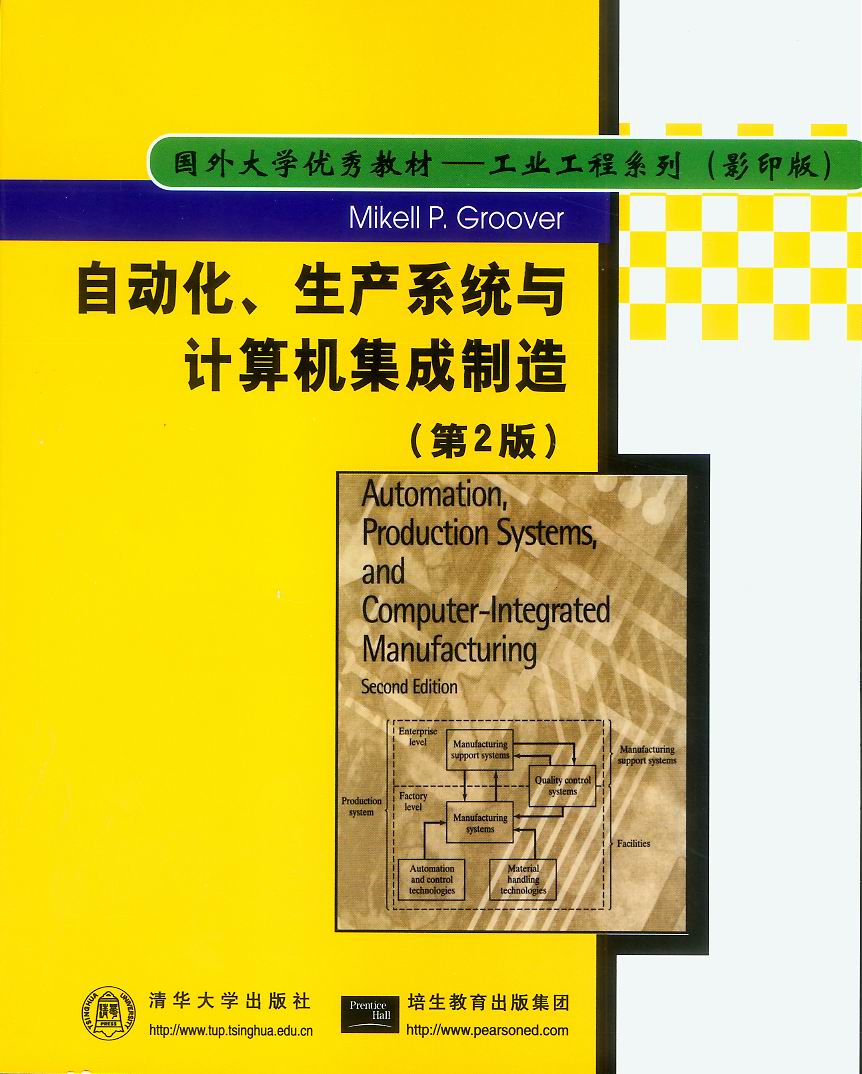 国外大学优秀教材——工业工程系列（影印版）
Mikell P. Groover
自动化、生产系统与
计算机集成制造
（第2版）
Automation,
Production Systems,
and
Computer-Integrated
Manufacturing
Second Edition
Enterprise
level
Manufacturing
support systems
Manufacturing
support systems
Quality control
systems
Production
system
Factory
level
Manufacturing
systems
Facilities
Automation
and control
technologies
Material
handling
technologies
TSINGHUA UNIVERSITY
PRESS
清华大学出版社
http://www.tup.tsinghua.edu.cn
Prentice
Hall
培生教育出版集团
http://www.pearsoned.com